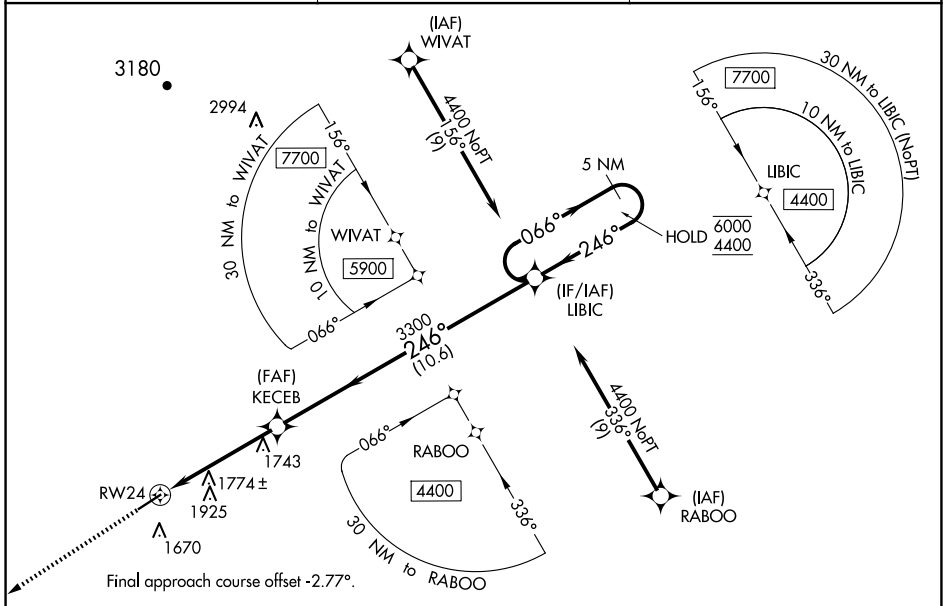 (IAF)
WIVAT
3180
2994
4400 NoPT
156°
(9)
5 NM
066°
246°
HOLD
6000
4400
(IF/IAF)
LIBIC
7700
30 NM to LIBIC (NoPT)
156°
10 NM to LIBIC
LIBIC
4400
336°
30 NM to WIVAT
7700
156°
10 NM to WIVAT
WIVAT
5900
066°
3300
246°
(10.6)
(FAF)
KECEB
1743
RW24
1774±
1925
1670
066°
RABOO
4400
336°
30 NM to RABOO
4400 NoPT
336°
(9)
(IAF)
RABOO
Final approach course offset -2.77°.